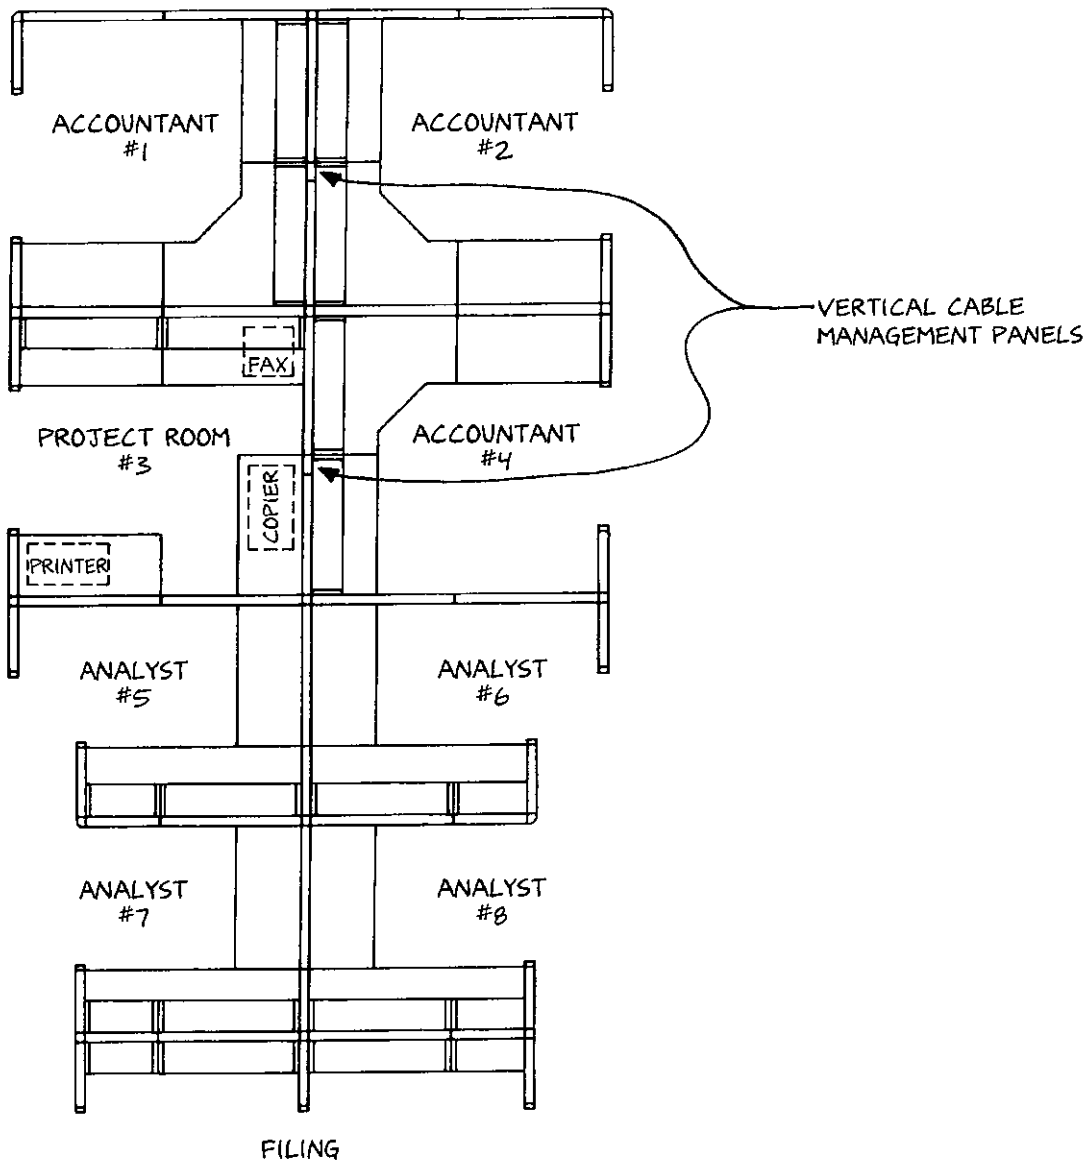 ACCOUNTANT
#1
ACCOUNTANT
#2
VERTICAL CABLE
MANAGEMENT PANELS
FAX
PROJECT ROOM
#3
ACCOUNTANT
#4
COPIER
PRINTER
ANALYST
#5
ANALYST
#6
ANALYST
#7
ANALYST
#8
FILING